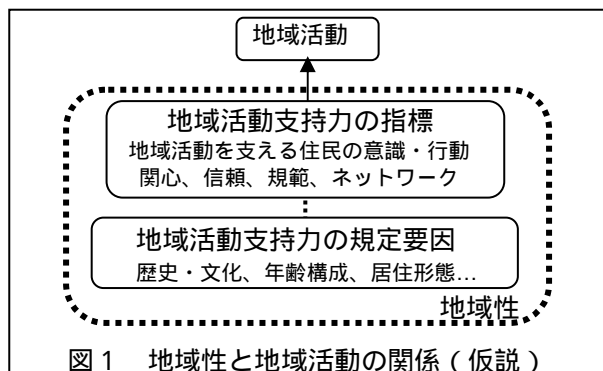 地域活動
地域活動支持力の指標
地域活動を支える住民の意識・行動
関心、信頼、規範、ネットワーク
地域活動支持力の規定要因
歴史・文化、年齢構成、居住形態…
地域性
図1　地域性と地域活動の関係(仮説)